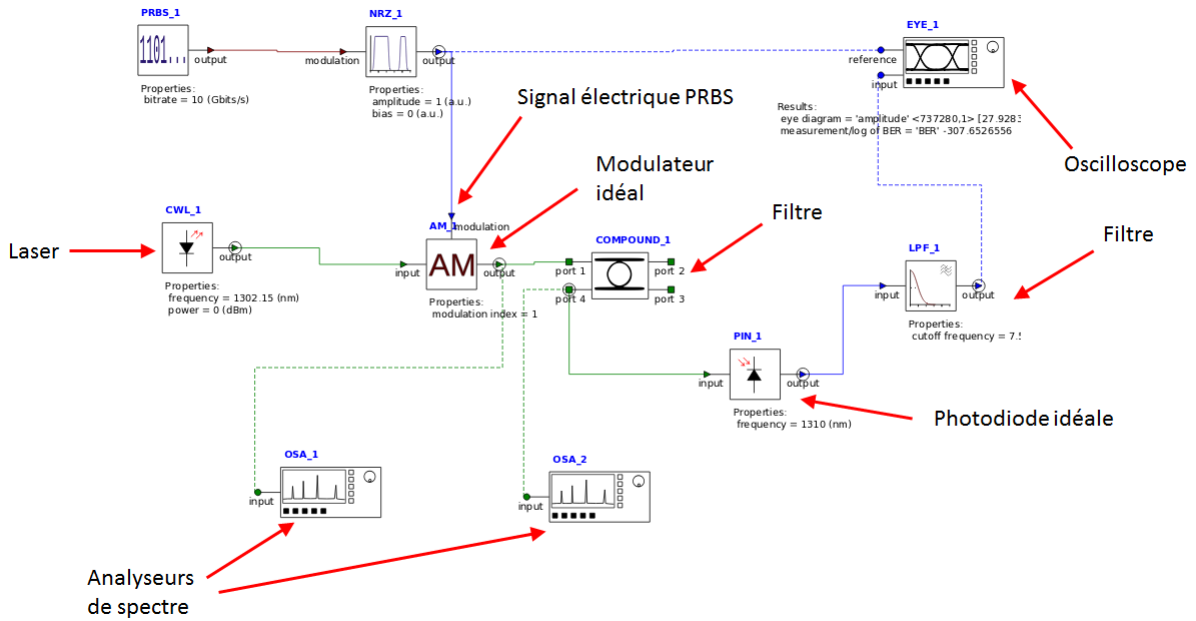 PRBS_1
1101...
output
Properties:
bitrate = 10 (Gbits/s)
NRZ_1
modulation
output
Properties:
amplitude = 1 (a.u.)
bias = 0 (a.u.)
EYE_1
reference
input
Results:
eye diagram = 'amplitude' <737280,1> [27.928
measurement/log of BER = 'BER' -307.6526556
Oscilloscope
Signal électrique PRBS
Modulateur
idéal
Filtre
Filtre
Laser
CWL_1
output
Properties:
frequency = 1302.15 (nm)
power = 0 (dBm)
AM_1
modulation
AM
input
output
Properties:
modulation index = 1
COMPOUND_1
port 1
port 2
port 4
port 3
LPF_1
input
output
Properties:
cutoff frequency = 7.
PIN_1
input
output
Properties:
frequency = 1310 (nm)
Photodiode idéale
OSA_1
input
OSA_2
input
Analyseurs
de spectre